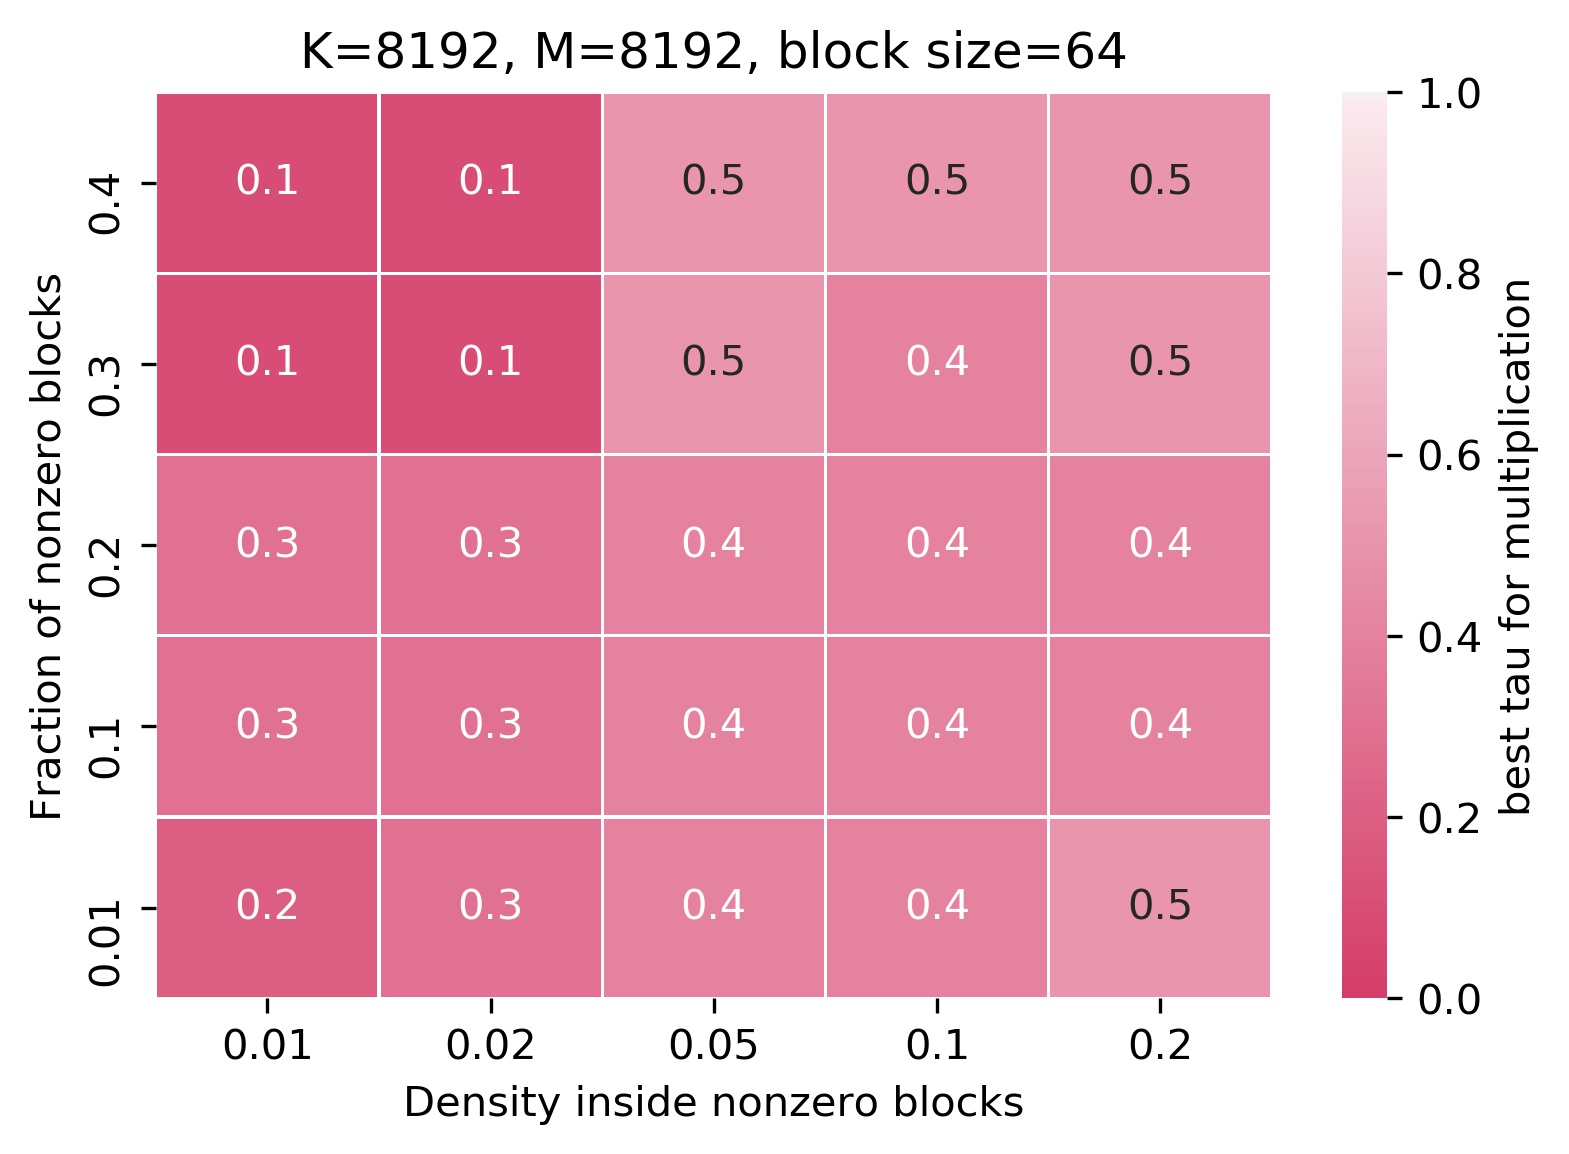 K=8192, M=8192, block size=64
0.4 0.1 0.1 0.5 0.5 0.5
0.3 0.1 0.1 0.5 0.4 0.5
0.2 0.3 0.3 0.4 0.4 0.4
0.1 0.3 0.3 0.4 0.4 0.4
0.01 0.2 0.3 0.4 0.4 0.5
0.01 0.02 0.05 0.1 0.2
Density inside nonzero blocks
Fraction of nonzero blocks
1.0
0.8
0.6
0.4
0.2
0.0
best tau for multiplication